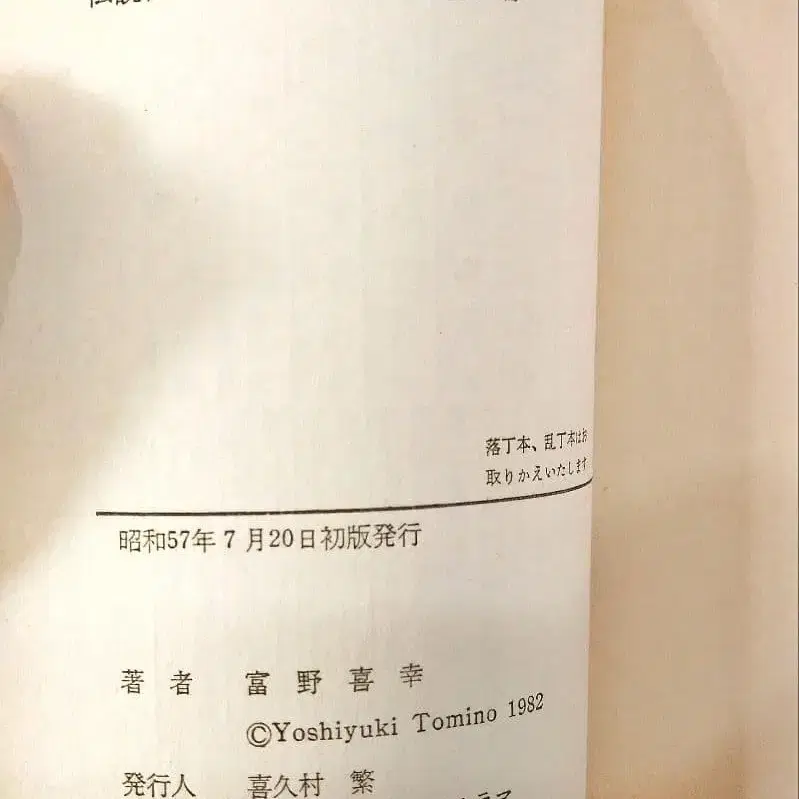 落丁本、乱丁本はお
取りかえいたします
昭和57年7月20日初版発行
著者 富野喜幸
©Yoshiyuki Tomino 1982
発行人 喜久村繁